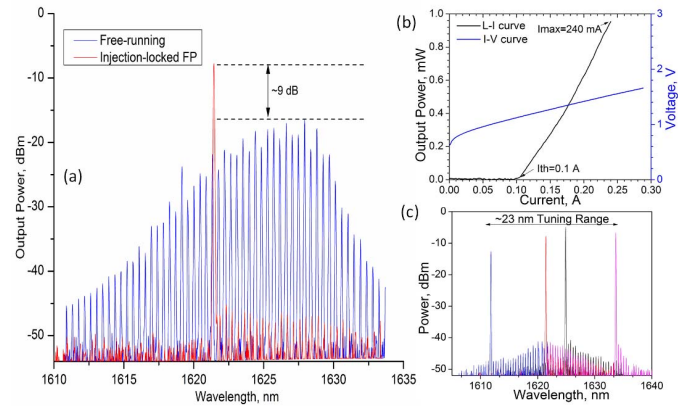 0
-10
-20
-30
-40
-50
Output Power, dBm
Free-running
Injection-locked FP
~9 dB
(a)
1610
1615
1620
1625
1630
1635
Wavelength, nm
(b)
L-I curve
I-V curve
Imax=240 mA
Ith=0.1 A
1.0
0.8
0.6
0.4
0.2
0.0
Output Power, mW
3
2
1
0
Voltage, V
0.00
0.05
0.10
0.15
0.20
0.25
0.30
Current, A
(c)
~23 nm Tuning Range
0
-10
-20
-30
-40
-50
Power, dBm
1610
1620
1630
1640
Wavelength, nm